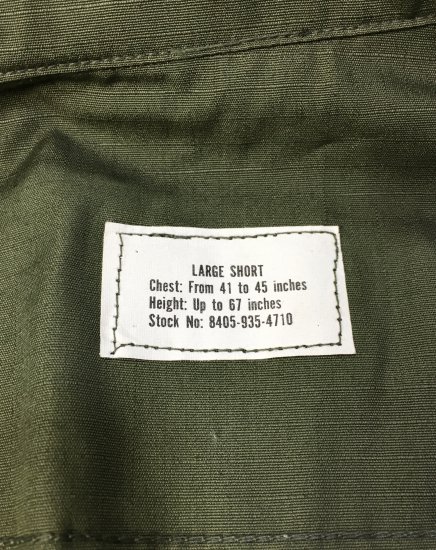 LARGE SHORT
Chest: From 41 to 45 inches
Height: Up to 67 inches
Stock No: 8405-935-4710